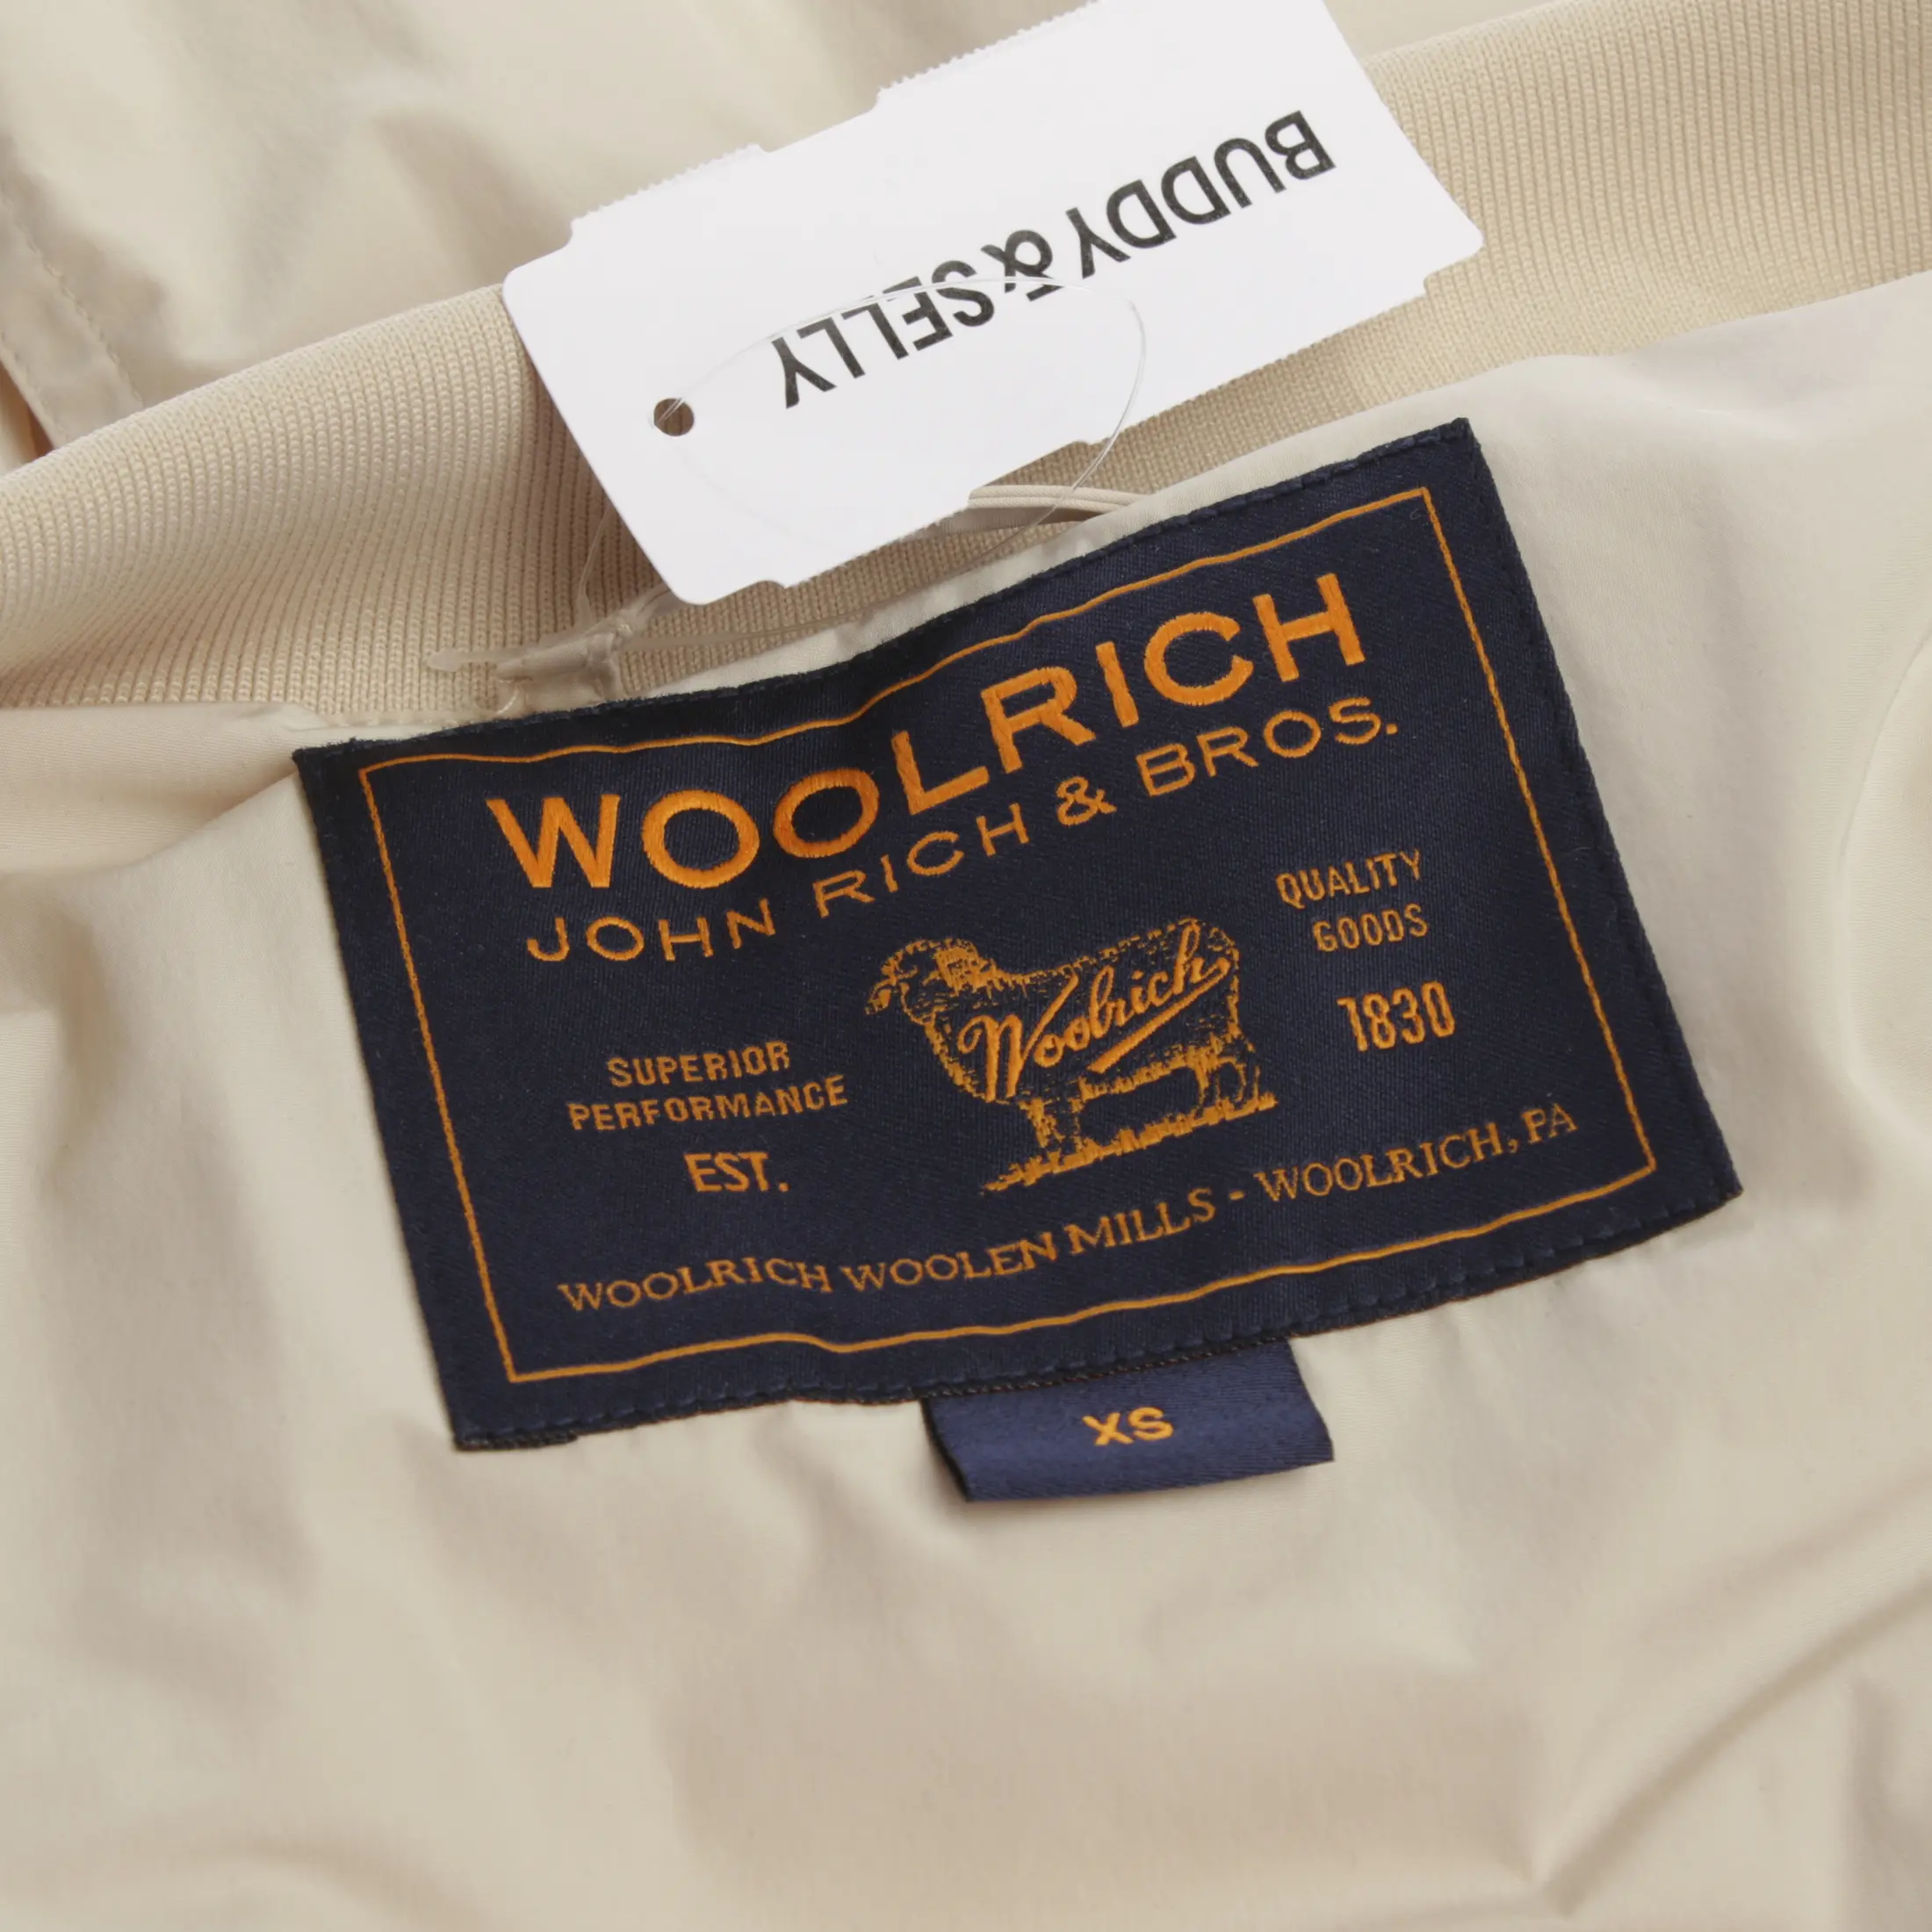 BUDDY & SELLY
WOOLRICH
JOHN RICH & BROS.
SUPERIOR
PERFORMANCE
EST.
Woolrich
QUALITY
GOODS
1830
WOOLRICH WOOLEN MILLS - WOOLRICH, PA
XS